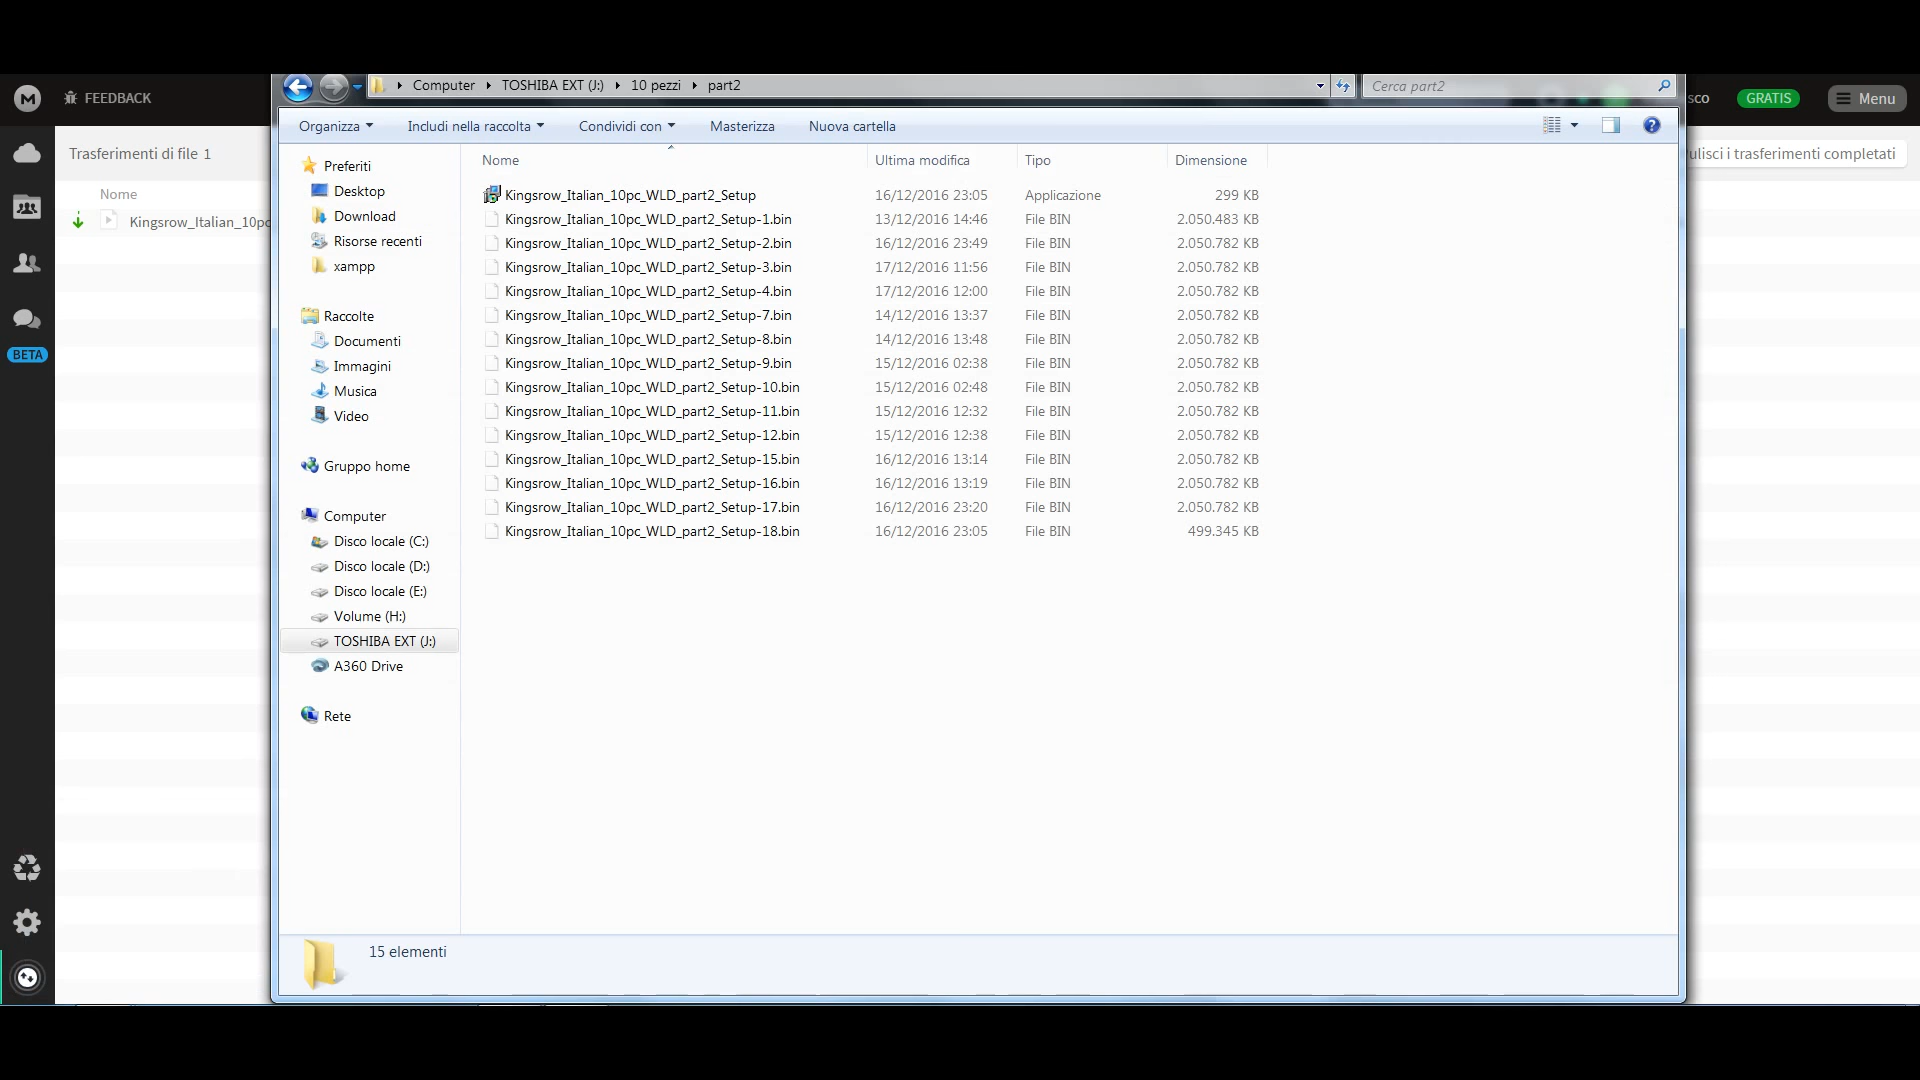 Computer TOSHIBA EXT (J:) 10 pezzi part2
Cerca part2
FEEDBACK
sco
GRATIS
Menu
Organizza
Includi nella raccolta
Condividi con
Masterizza
Nuova cartella
Trasferimenti di file 1
ulisci i trasferimenti completati
Nome
Kingsrow_Italian_10pc
BETA
Preferiti
Desktop
Download
Risorse recenti
xampp
Raccolte
Documenti
Immagini
Musica
Video
Gruppo home
Computer
Disco locale (C:)
Disco locale (D:)
Disco locale (E:)
Volume (H:)
TOSHIBA EXT (J:)
A360 Drive
Rete
Nome Ultima modifica Tipo Dimensione
Kingsrow_Italian_10pc_WLD_part2_Setup 16/12/2016 23:05 Applicazione 299 KB
Kingsrow_Italian_10pc_WLD_part2_Setup-1.bin 13/12/2016 14:46 File BIN 2.050.483 KB
Kingsrow_Italian_10pc_WLD_part2_Setup-2.bin 16/12/2016 23:49 File BIN 2.050.782 KB
Kingsrow_Italian_10pc_WLD_part2_Setup-3.bin 17/12/2016 11:56 File BIN 2.050.782 KB
Kingsrow_Italian_10pc_WLD_part2_Setup-4.bin 17/12/2016 12:00 File BIN 2.050.782 KB
Kingsrow_Italian_10pc_WLD_part2_Setup-7.bin 14/12/2016 13:37 File BIN 2.050.782 KB
Kingsrow_Italian_10pc_WLD_part2_Setup-8.bin 14/12/2016 13:48 File BIN 2.050.782 KB
Kingsrow_Italian_10pc_WLD_part2_Setup-9.bin 15/12/2016 02:38 File BIN 2.050.782 KB
Kingsrow_Italian_10pc_WLD_part2_Setup-10.bin 15/12/2016 02:48 File BIN 2.050.782 KB
Kingsrow_Italian_10pc_WLD_part2_Setup-11.bin 15/12/2016 12:32 File BIN 2.050.782 KB
Kingsrow_Italian_10pc_WLD_part2_Setup-12.bin 15/12/2016 12:38 File BIN 2.050.782 KB
Kingsrow_Italian_10pc_WLD_part2_Setup-15.bin 16/12/2016 13:14 File BIN 2.050.782 KB
Kingsrow_Italian_10pc_WLD_part2_Setup-16.bin 16/12/2016 13:19 File BIN 2.050.782 KB
Kingsrow_Italian_10pc_WLD_part2_Setup-17.bin 16/12/2016 23:20 File BIN 2.050.782 KB
Kingsrow_Italian_10pc_WLD_part2_Setup-18.bin 16/12/2016 23:05 File BIN 499.345 KB
15 elementi